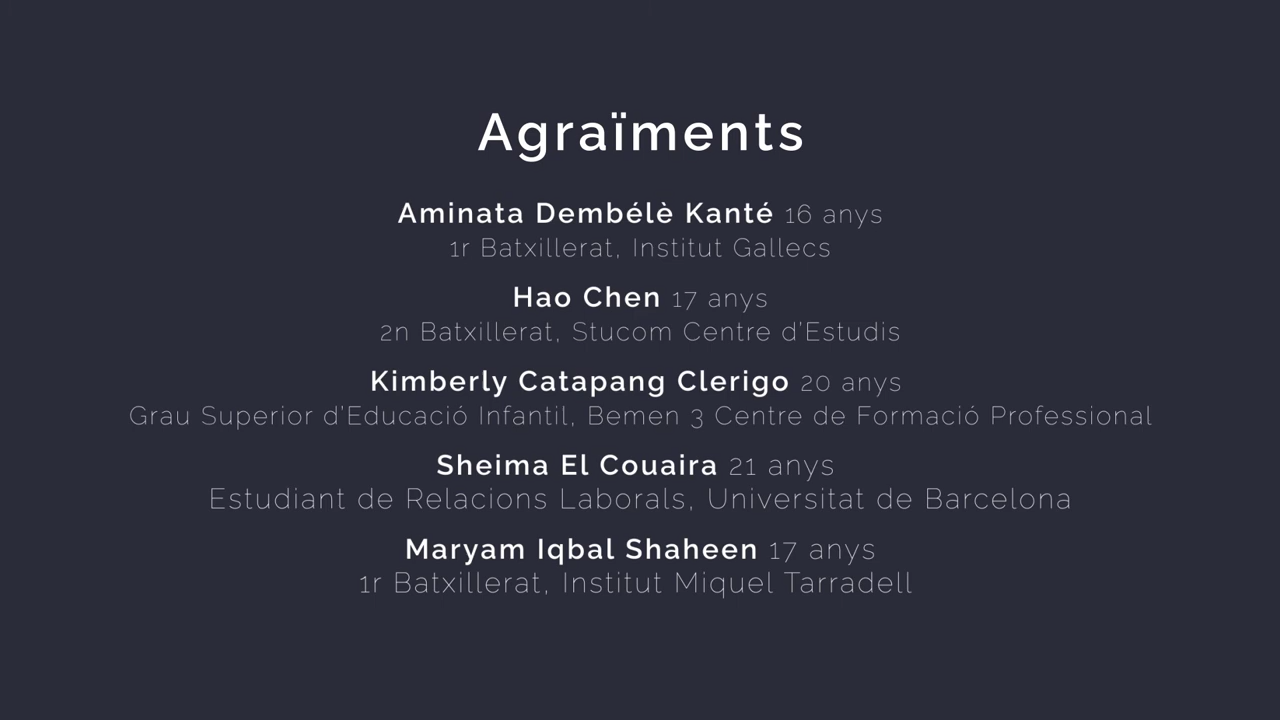 Agraïments
Aminata Dembélè Kanté 16 anys
1r Batxillerat, Institut Gallecs
Hao Chen 17 anys
2n Batxillerat, Stucom Centre d'Estudis
Kimberly Catapang Clerigo 20 anys
Grau Superior d'Educació Infantil, Bemen 3 Centre de Formació Professional
Sheima El Couaira 21 anys
Estudiant de Relacions Laborals, Universitat de Barcelona
Maryam Iqbal Shaheen 17 anys
1r Batxillerat, Institut Miquel Tarradell